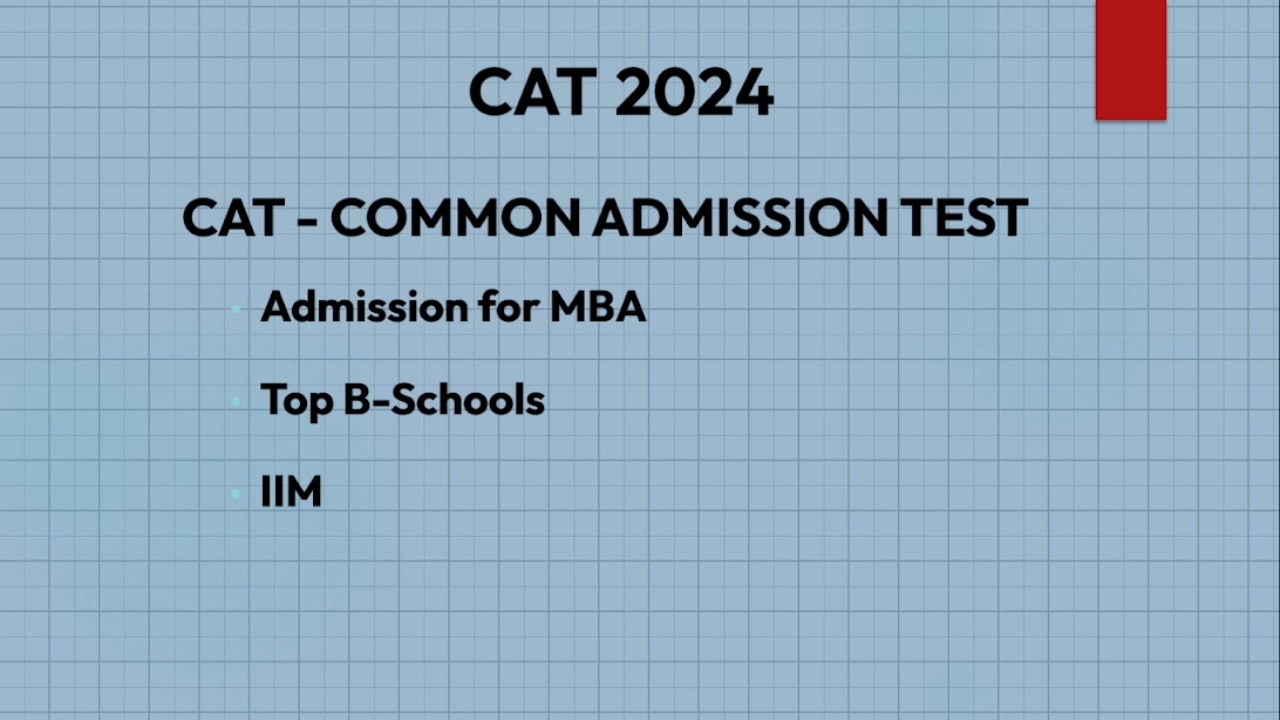 CAT 2024
CAT - COMMON ADMISSION TEST
Admission for MBA
Top B-Schools
IIM